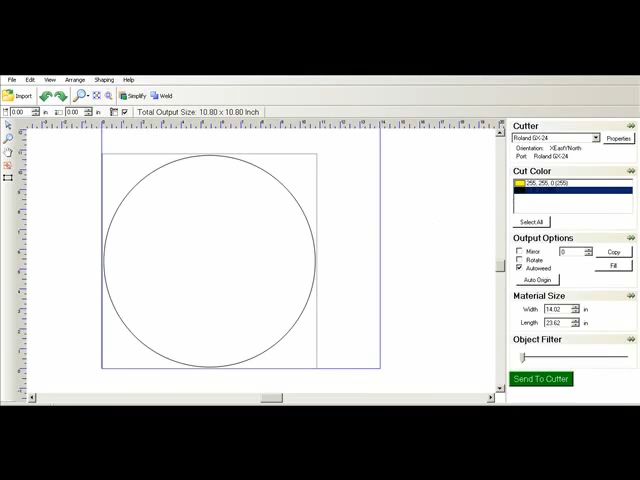 File Edit View Arrange Shaping Help
Import Simplify Weld
0.00 in 0.00 in Total Output Size: 10.80 x 10.80 Inch
Cutter
Roland GX-24 Properties
Orientation: XEastYNorth
Port: Roland GX-24
Cut Color
255, 255, 0 (255)
Select All
Output Options
Mirror 0 Copy
Rotate
Autoweed Fill
Auto Origin
Material Size
Width 14.02 in
Length 23.62 in
Object Filter
Send To Cutter